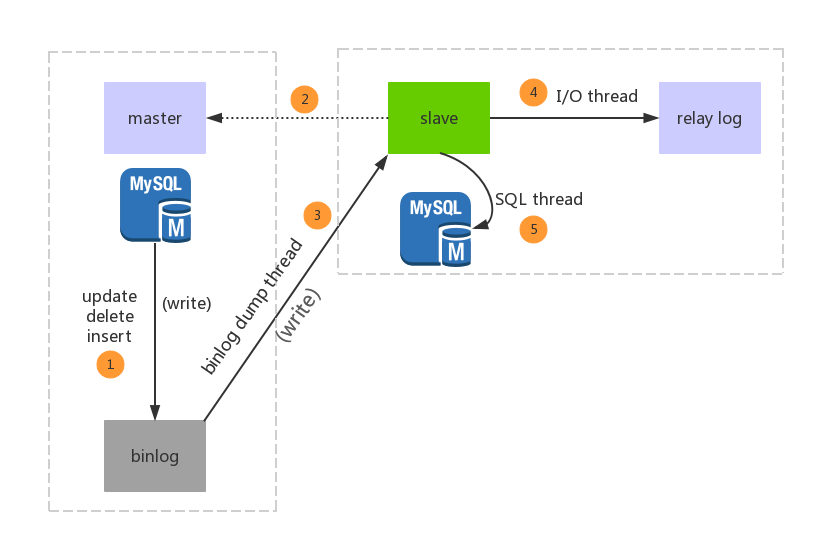 master
MySQL
M
update
delete
insert
(write)
1
binlog
2
binlog dump thread
(write)
3
slave
4
I/O thread
relay log
MySQL
M
SQL thread
5